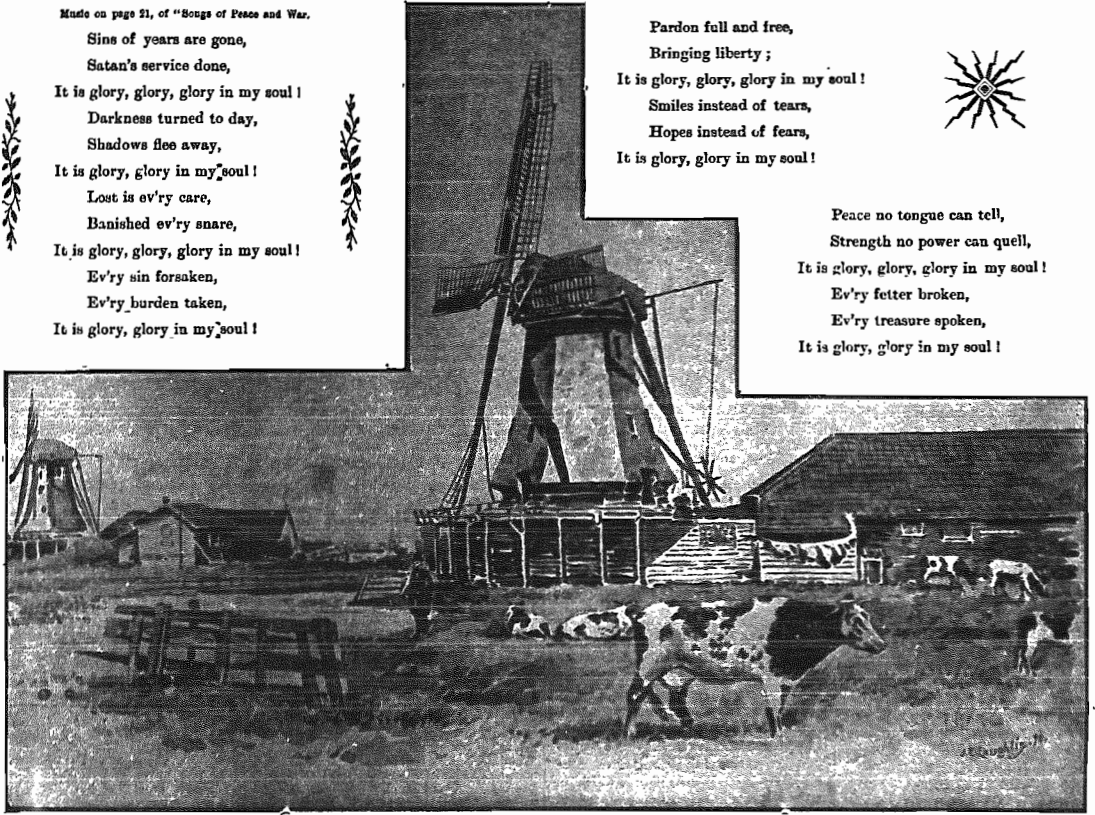 Music on page 21, of "Songs of Peace and War.
Sins of years are gone,
Satan's service done,
It is glory, glory, glory in my soul!
Darkness turned to day,
Shadows flee away,
It is glory, glory in my soul!
Lost is ev'ry care,
Banished ev'ry snare,
It is glory, glory, glory in my soul!
Ev'ry sin forsaken,
Ev'ry burden taken,
It is glory, glory in my soul!
Pardon full and free,
Bringing liberty;
It is glory, glory, glory in my soul!
Smiles instead of tears,
Hopes instead of fears,
It is glory, glory in my soul!
Peace no tongue can tell,
Strength no power can quell,
It is glory, glory, glory in my soul!
Ev'ry fetter broken,
Ev'ry treasure spoken,
It is glory, glory in my soul!